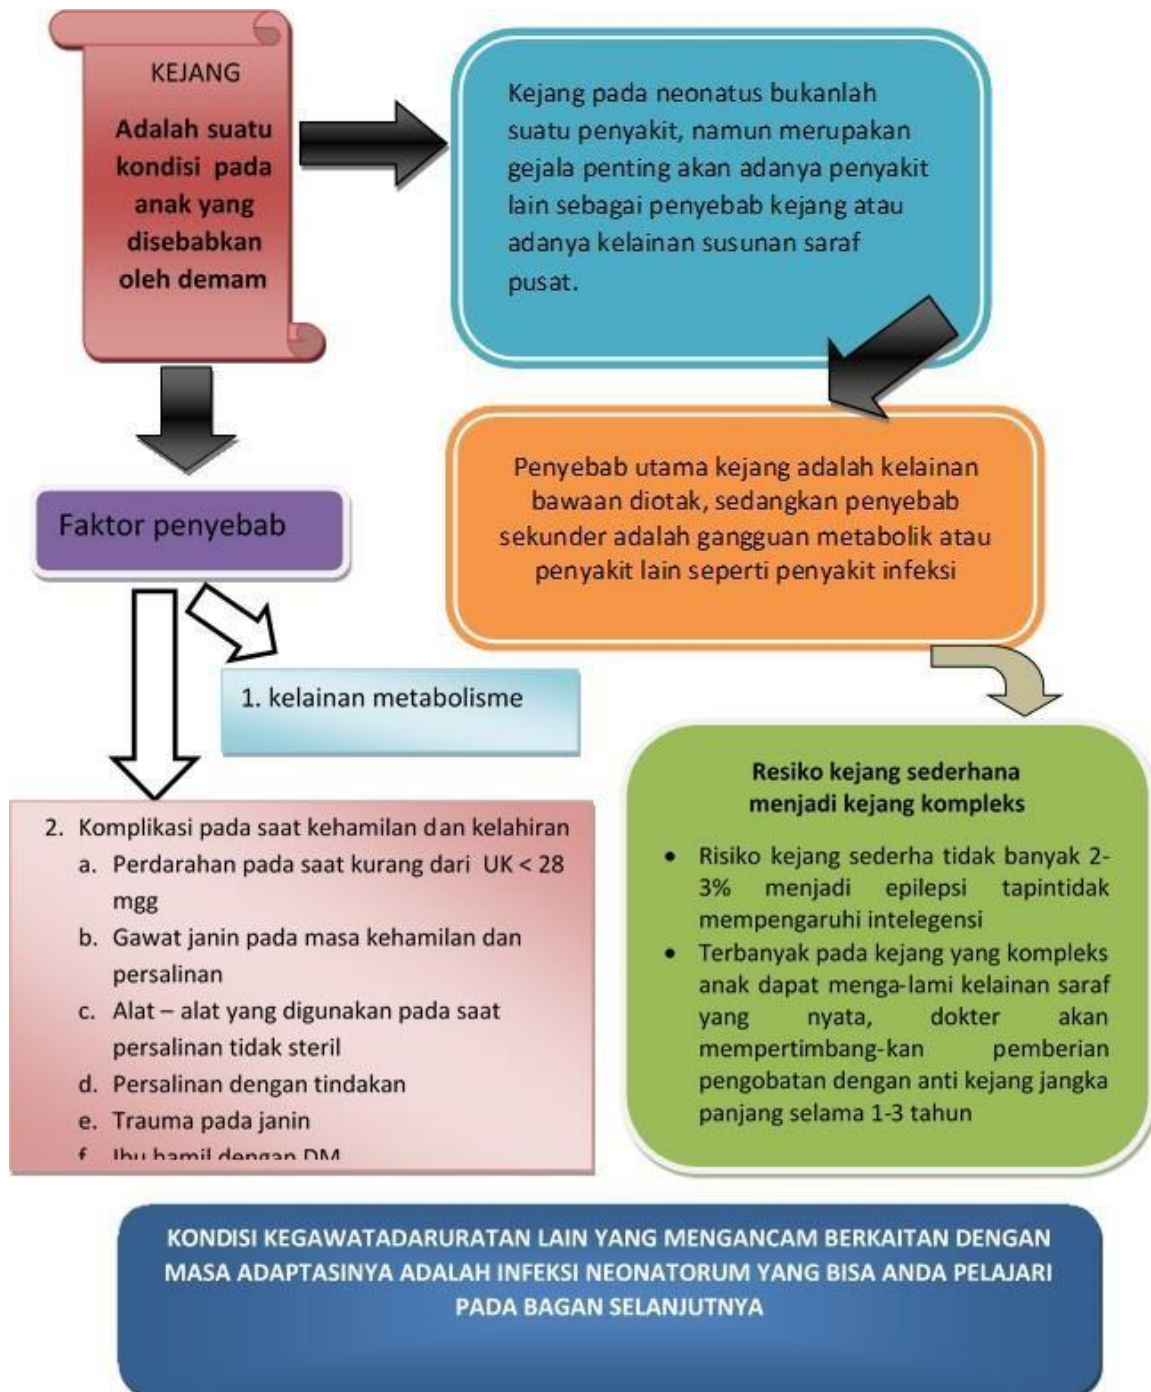 KEJANG
Adalah suatu
kondisi pada
anak yang
disebabkan
oleh demam
Kejang pada neonatus bukanlah
suatu penyakit, namun merupakan
gejala penting akan adanya penyakit
lain sebagai penyebab kejang atau
adanya kelainan susunan saraf
pusat.
Penyebab utama kejang adalah kelainan
bawaan diotak, sedangkan penyebab
sekunder adalah gangguan metabolik atau
penyakit lain seperti penyakit infeksi
Faktor penyebab
1. kelainan metabolisme
2. Komplikasi pada saat kehamilan dan kelahiran
a. Perdarahan pada saat kurang dari UK < 28
mgg
b. Gawat janin pada masa kehamilan dan
persalinan
c. Alat – alat yang digunakan pada saat
persalinan tidak steril
d. Persalinan dengan tindakan
e. Trauma pada janin
f. Ibu hamil dengan DM
Resiko kejang sederhana
menjadi kejang kompleks
• Risiko kejang sederha tidak banyak 2-
3% menjadi epilepsi tapintidak
mempengaruhi intelegensi
• Terbanyak pada kejang yang kompleks
anak dapat menga-lami kelainan saraf
yang nyata, dokter akan
mempertimbang-kan pemberian
pengobatan dengan anti kejang jangka
panjang selama 1-3 tahun
KONDISI KEGAWATADARURATAN LAIN YANG MENGANCAM BERKAITAN DENGAN
MASA ADAPTASINYA ADALAH INFEKSI NEONATORUM YANG BISA ANDA PELAJARI
PADA BAGAN SELANJUTNYA